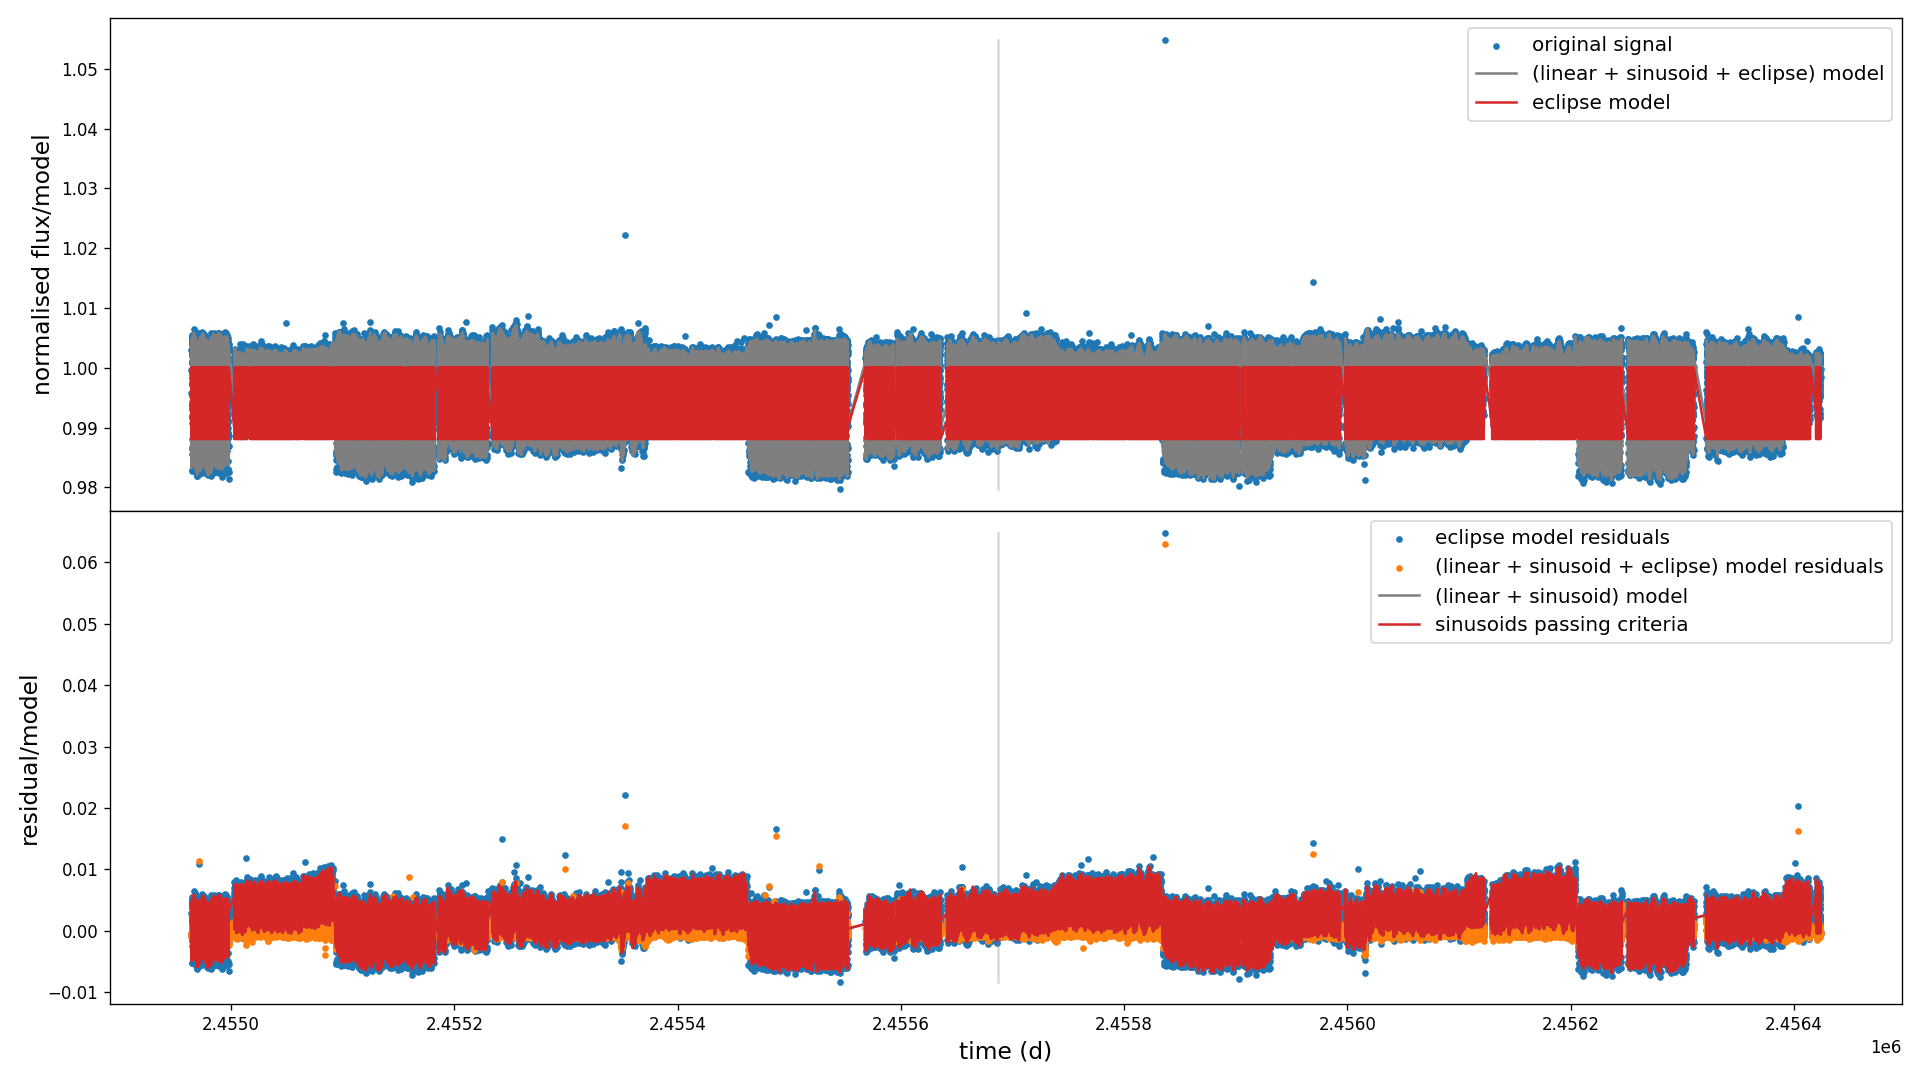 original signal
(linear + sinusoid + eclipse) model
eclipse model
normalised flux/model
1.05
1.04
1.03
1.02
1.01
1.00
0.99
0.98
eclipse model residuals
(linear + sinusoid + eclipse) model residuals
(linear + sinusoid) model
sinusoids passing criteria
residual/model
0.06
0.05
0.04
0.03
0.02
0.01
0.00
−0.01
2.4550 2.4552 2.4554 2.4556 2.4558 2.4560 2.4562 2.4564
1e6
time (d)